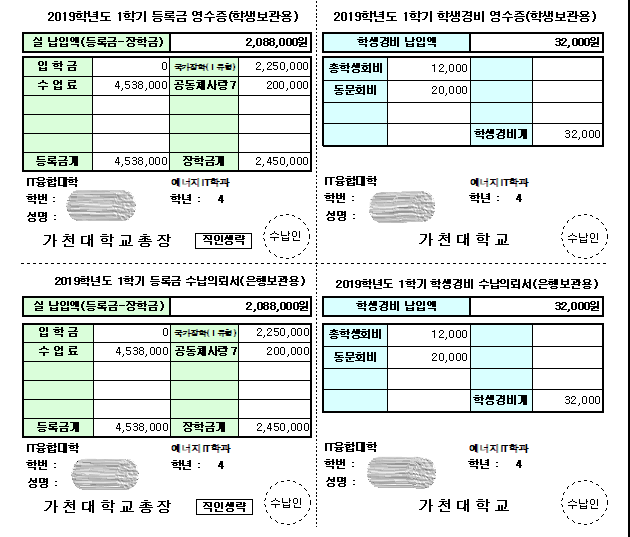 2019학년도 1학기 등록금 영수증(학생보관용)
실 납입액(등록금-장학금) 2,088,000원
입 학 금 0 국가장학(Ⅰ유형) 2,250,000
수 업 료 4,538,000 공동체사랑7 200,000
등록금계 4,538,000 장학금계 2,450,000
IT융합대학 에너지IT학과
학번 : 학년 : 4
성명 :
가 천 대 학 교 총 장 직인생략 수납인
2019학년도 1학기 학생경비 영수증(학생보관용)
학생경비 납입액 32,000원
총학생회비 12,000
동문회비 20,000
학생경비계 32,000
IT융합대학 에너지IT학과
학번 : 학년 : 4
성명 :
가 천 대 학 교 수납인
2019학년도 1학기 등록금 수납의뢰서(은행보관용)
실 납입액(등록금-장학금) 2,088,000원
입 학 금 0 국가장학(Ⅰ유형) 2,250,000
수 업 료 4,538,000 공동체사랑7 200,000
등록금계 4,538,000 장학금계 2,450,000
IT융합대학 에너지IT학과
학번 : 학년 : 4
성명 :
가 천 대 학 교 총 장 직인생략 수납인
2019학년도 1학기 학생경비 수납의뢰서(은행보관용)
학생경비 납입액 32,000원
총학생회비 12,000
동문회비 20,000
학생경비계 32,000
IT융합대학 에너지IT학과
학번 : 학년 : 4
성명 :
가 천 대 학 교 수납인